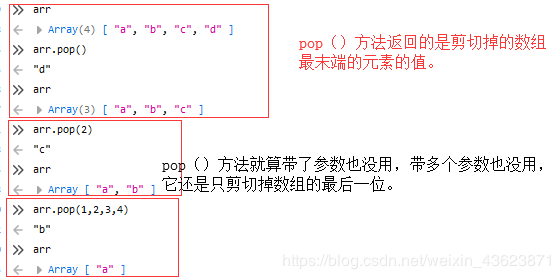 arr
Array(4) [ "a", "b", "c", "d" ]
arr.pop()
"d"
arr
Array(3) [ "a", "b", "c" ]
arr.pop(2)
"c"
arr
Array [ "a", "b" ]
arr.pop(1,2,3,4)
"b"
arr
Array [ "a" ]
pop（）方法返回的是剪切掉的数组
最末端的元素的值。
pop（）方法就算带了参数也没用，带多个参数也没用，
它还是只剪切掉数组的最后一位。
https://blog.csdn.net/weixin_43623871